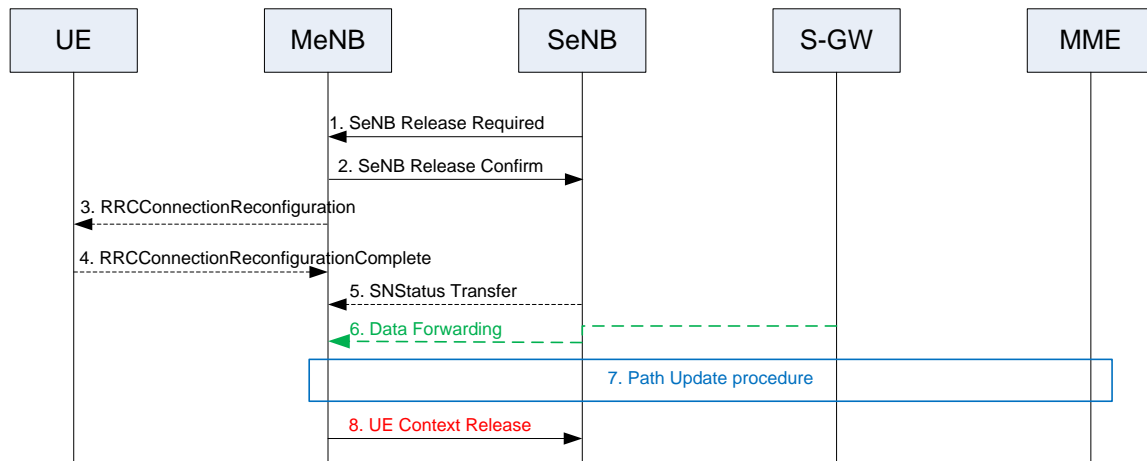 UE
MeNB
SeNB
S-GW
MME
1. SeNB Release Required
2. SeNB Release Confirm
3. RRCConnectionReconfiguration
4. RRCConnectionReconfigurationComplete
5. SNStatus Transfer
6. Data Forwarding
7. Path Update procedure
8. UE Context Release